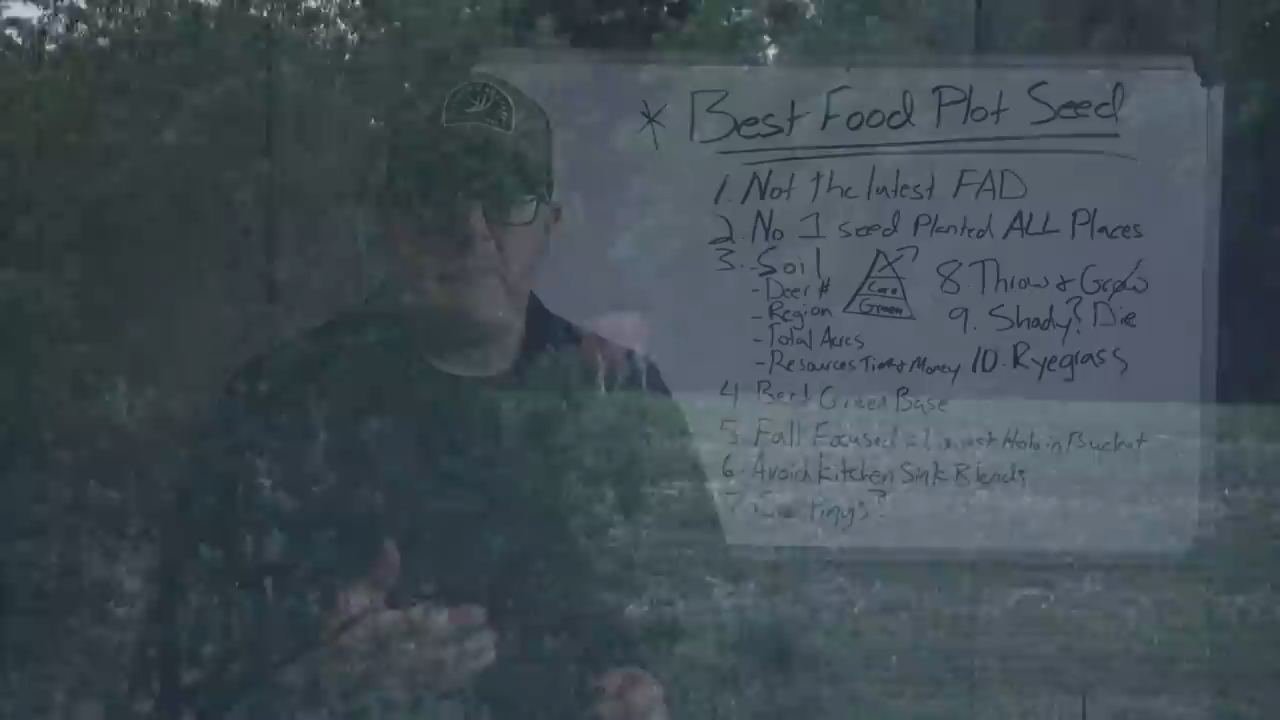 * Best Food Plot Seed
1. Not the latest FAD
2. No 1 seed Planted ALL Places
3. - Soil
- Deer #
- Region
- Total Acres
- Resources Time & Money
X?
Green
8. Throw & Grow
9. Shady? Die
10. Ryegrass
4 Best Green Base
5 Fall Focused = Hole in Bucket
6. Avoid Kitchen Sink Blends
7